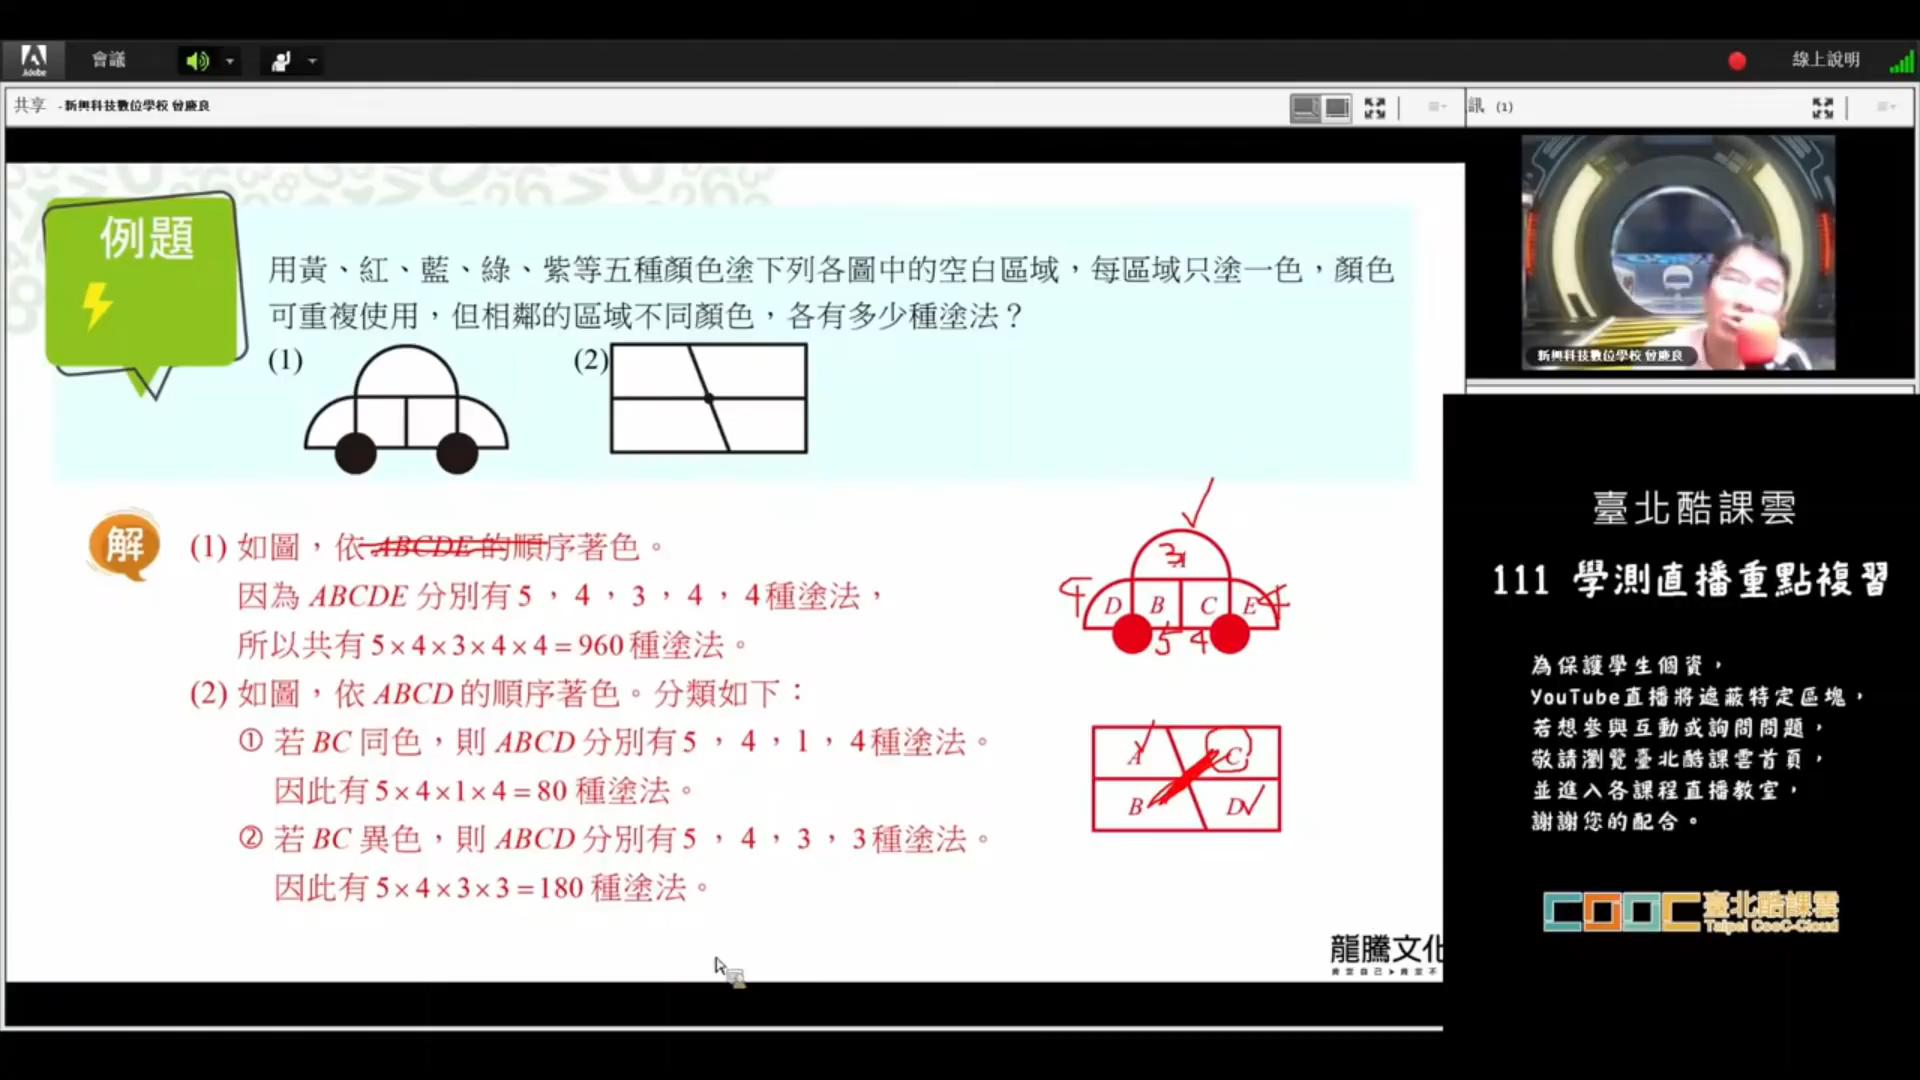 Adobe
會議
線上說明
共享 - 新興科技數位學校 曾慶良
訊 (1)
例題
用黃、紅、藍、綠、紫等五種顏色塗下列各圖中的空白區域，每區域只塗一色，顏色
可重複使用，但相鄰的區域不同顏色，各有多少種塗法？
(1)
(2)
新興科技數位學校 曾慶良
解
(1) 如圖，依 ABCDE 的順序著色。
因為 ABCDE 分別有 5，4，3，4，4 種塗法，
所以共有 5×4×3×4×4＝960 種塗法。
(2) 如圖，依 ABCD 的順序著色。分類如下：
① 若 BC 同色，則 ABCD 分別有 5，4，1，4 種塗法。
因此有 5×4×1×4＝80 種塗法。
② 若 BC 異色，則 ABCD 分別有 5，4，3，3 種塗法。
因此有 5×4×3×3＝180 種塗法。
3 A
4 D B C E 4
5 4
A C
B D
龍騰文化
臺北酷課雲
111 學測直播重點複習
為保護學生個資，
YouTube直播將遮蔽特定區塊，
若想參與互動或詢問問題，
敬請瀏覽臺北酷課雲首頁，
並進入各課程直播教室，
謝謝您的配合。
COOC 臺北酷課雲
Taipei CooC-Cloud